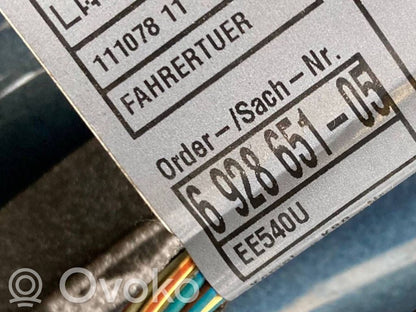 111078 11
FAHRERTUER
Order-/Sach-Nr.
6 928 651-05
EE540U
Ovoko